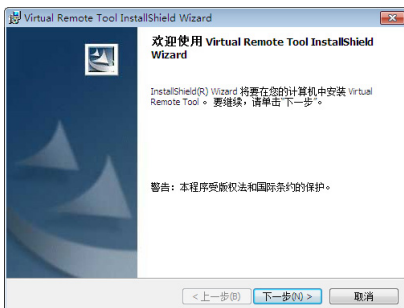 Virtual Remote Tool InstallShield Wizard
欢迎使用 Virtual Remote Tool InstallShield
Wizard
InstallShield(R) Wizard 将要在您的计算机中安装 Virtual
Remote Tool。 要继续，请单击“下一步”。
警告：本程序受版权法和国际条约的保护。
< 上一步(B) 下一步(N) > 取消